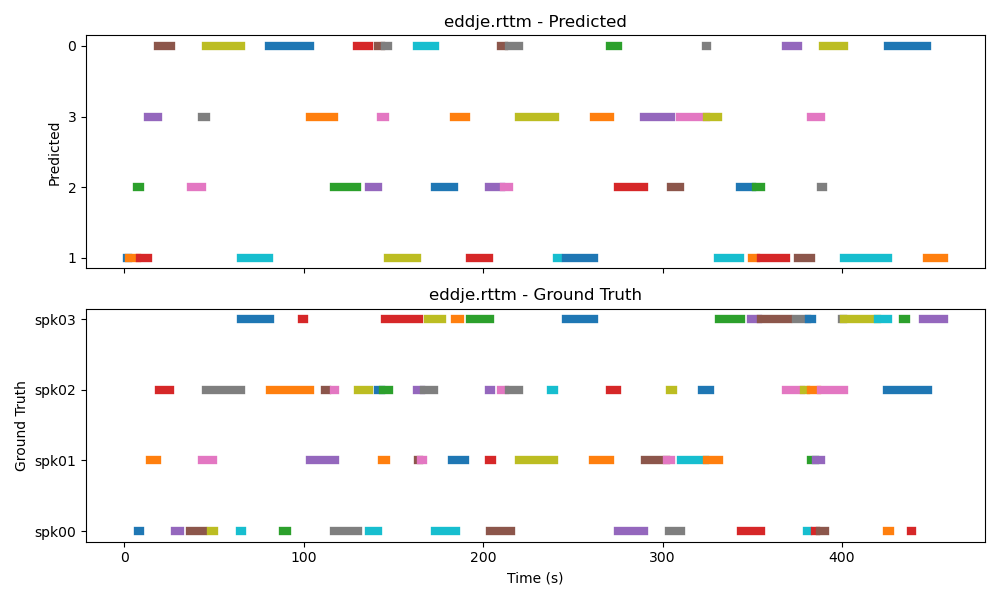 eddje.rttm - Predicted
0
3
2
1
Predicted
eddje.rttm - Ground Truth
spk03
spk02
spk01
spk00
Ground Truth
0
100
200
300
400
Time (s)